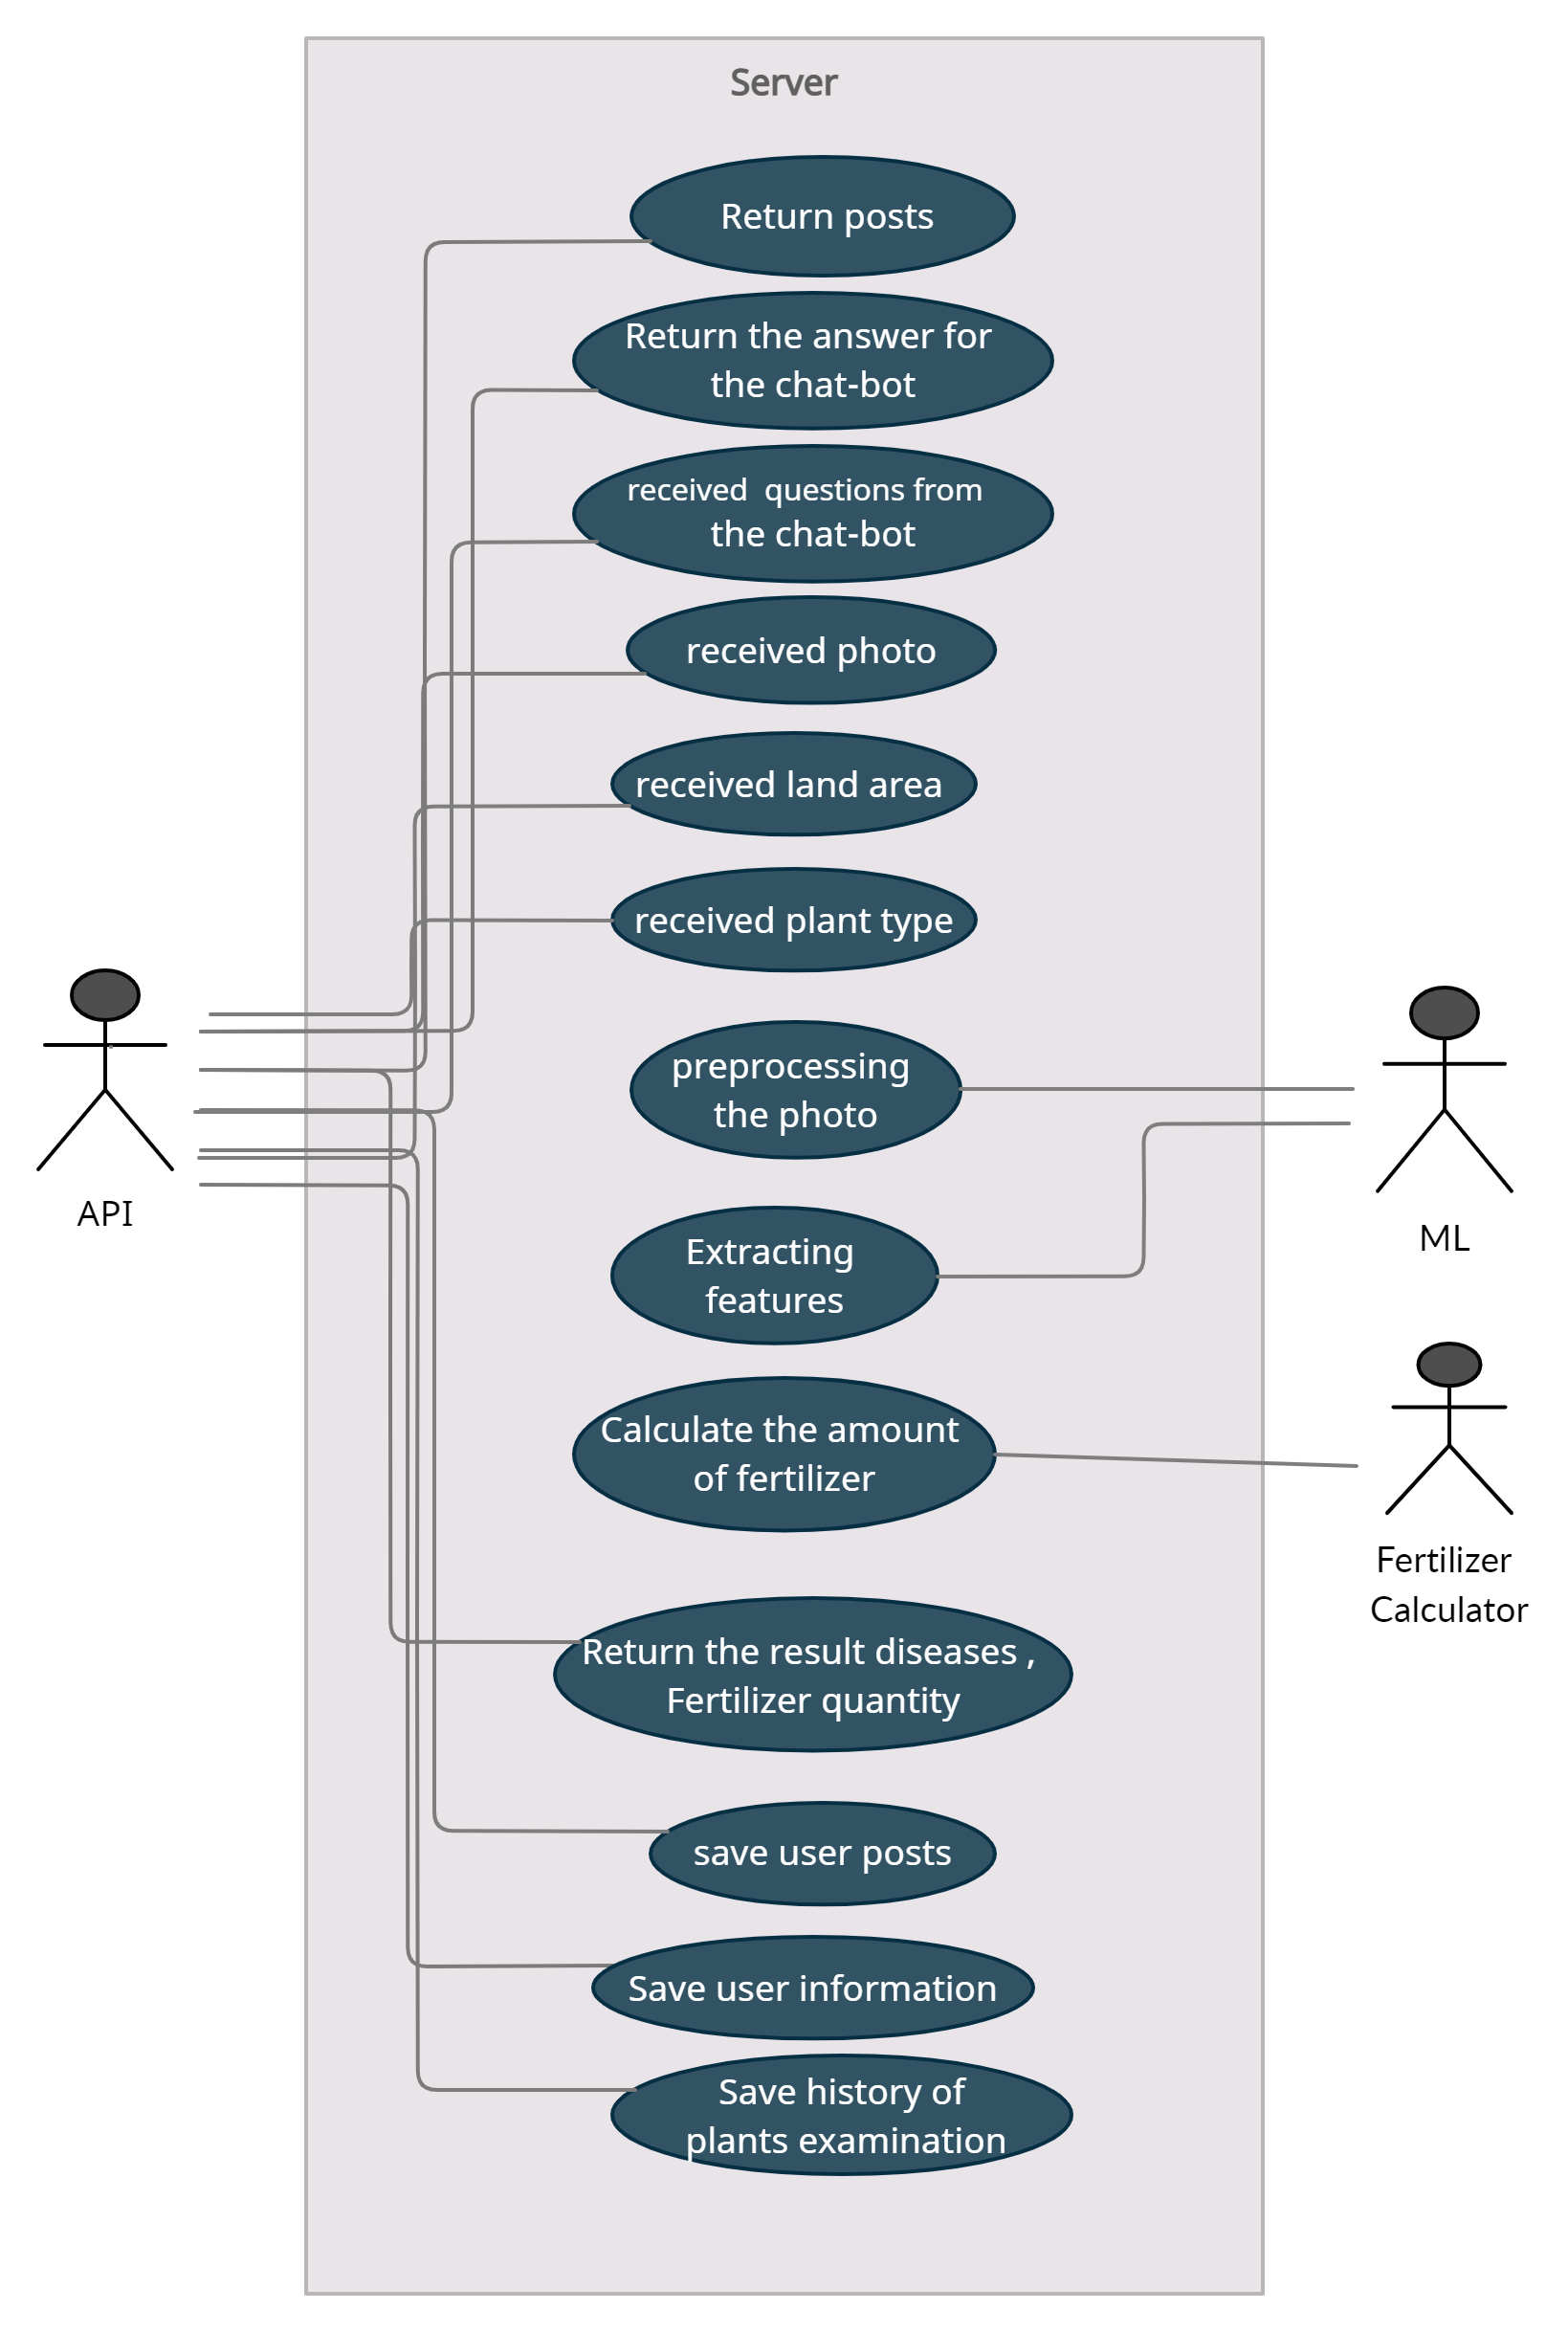 Server
Return posts
Return the answer for
the chat-bot
received  questions from
the chat-bot
received photo
received land area
received plant type
preprocessing
the photo
Extracting
features
Calculate the amount
of fertilizer
Return the result diseases ,
Fertilizer quantity
save user posts
Save user information
Save history of
plants examination
API
ML
Fertilizer
Calculator